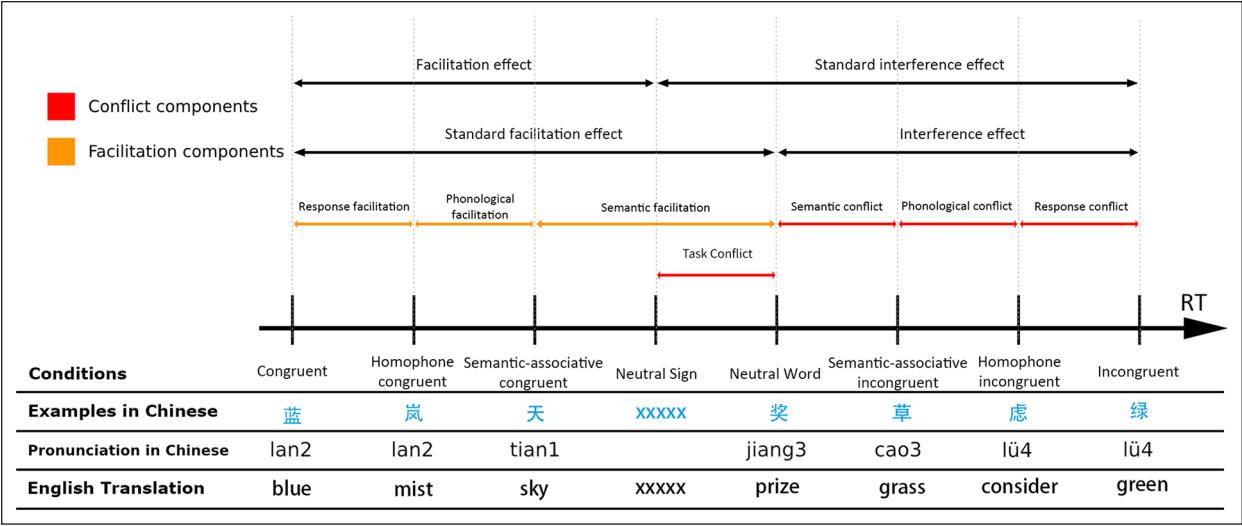 Facilitation effect Standard interference effect
Conflict components
Standard facilitation effect Interference effect
Facilitation components
Response facilitation Phonological facilitation Semantic facilitation Semantic conflict Phonological conflict Response conflict
Task Conflict
RT
Conditions Congruent Homophone congruent Semantic-associative congruent Neutral Sign Neutral Word Semantic-associative incongruent Homophone incongruent Incongruent
Examples in Chinese 蓝 岚 天 xxxxx 奖 草 虑 绿
Pronunciation in Chinese lan2 lan2 tian1 jiang3 cao3 lü4 lü4
English Translation blue mist sky xxxxx prize grass consider green